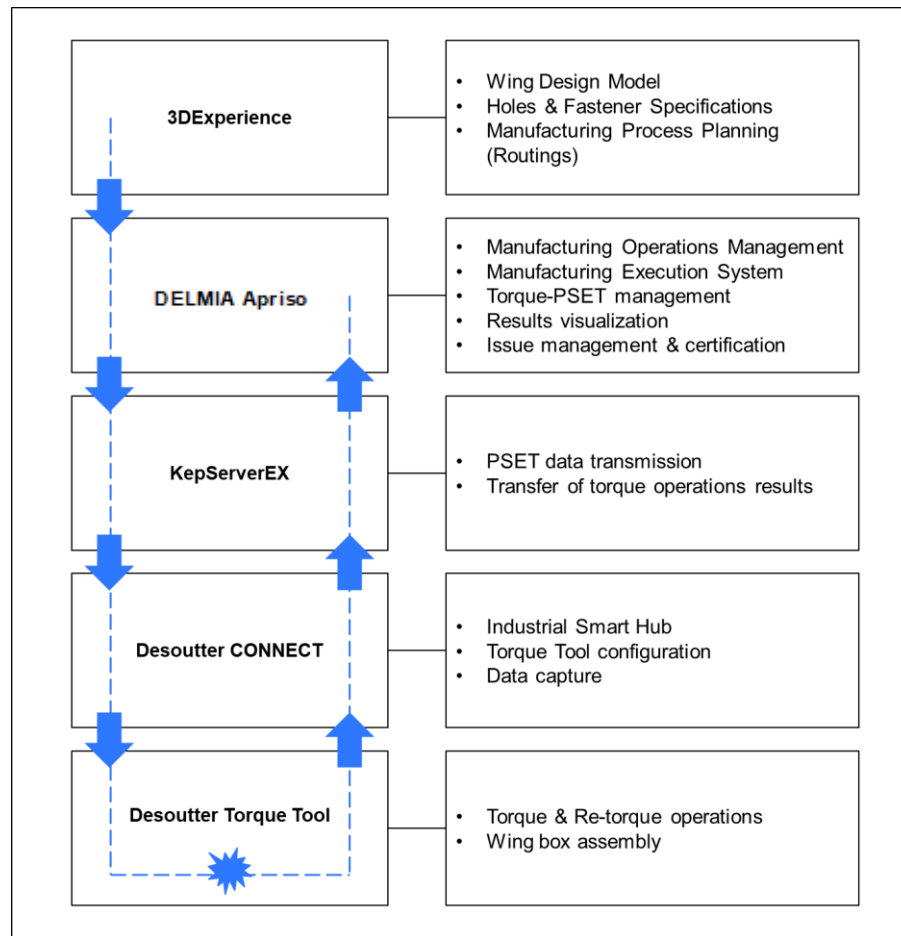 3DExperience
• Wing Design Model
• Holes & Fastener Specifications
• Manufacturing Process Planning
(Routings)
DELMIA Apriso
• Manufacturing Operations Management
• Manufacturing Execution System
• Torque-PSET management
• Results visualization
• Issue management & certification
KepServerEX
• PSET data transmission
• Transfer of torque operations results
Desoutter CONNECT
• Industrial Smart Hub
• Torque Tool configuration
• Data capture
Desoutter Torque Tool
• Torque & Re-torque operations
• Wing box assembly